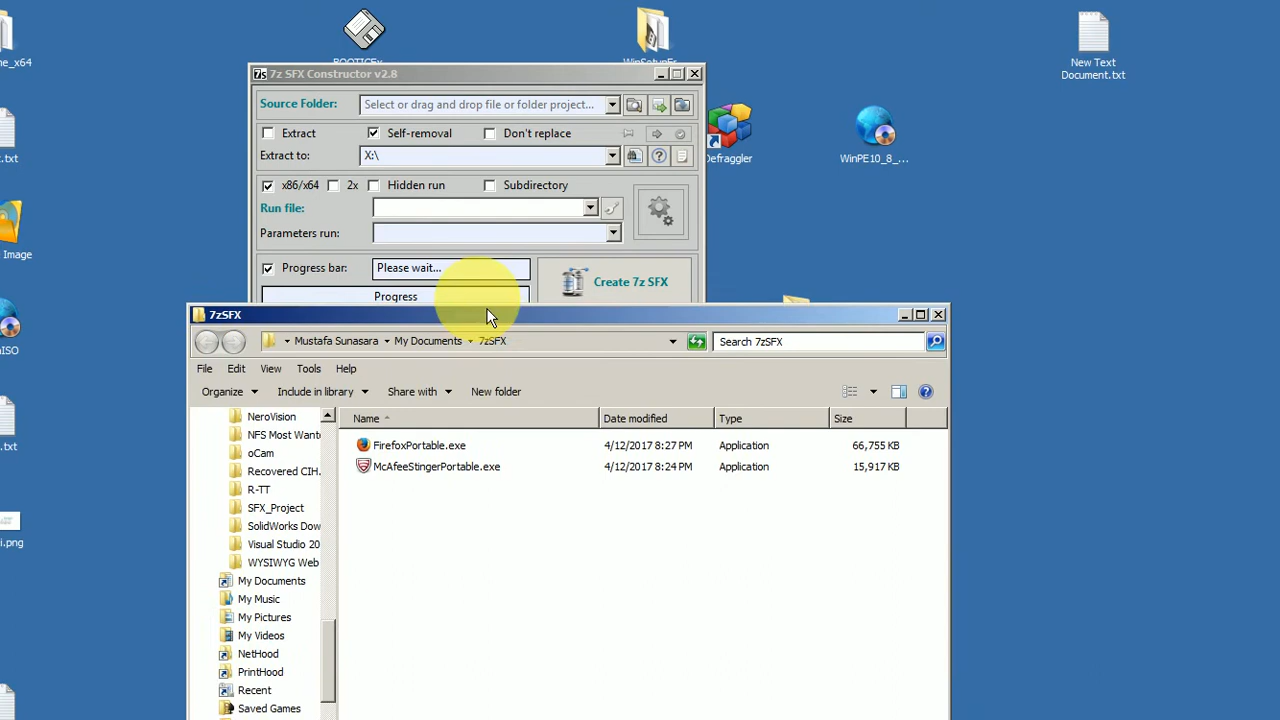 ne_x64
BOOTICEx
WinSetupFr
New Text
Document.txt
7z SFX Constructor v2.8
Source Folder: Select or drag and drop file or folder project...
Extract Self-removal Don't replace
Extract to: X:\
x86/x64 2x Hidden run Subdirectory
Run file:
Parameters run:
Progress bar: Please wait... Create 7z SFX
Progress
.txt
Defraggler
WinPE10_8_...
Image
ISO
.txt
i.png
7zSFX
Mustafa Sunasara My Documents 7zSFX Search 7zSFX
File Edit View Tools Help
Organize Include in library Share with New folder
Name Date modified Type Size
FirefoxPortable.exe 4/12/2017 8:27 PM Application 66,755 KB
McAfeeStingerPortable.exe 4/12/2017 8:24 PM Application 15,917 KB
NeroVision
NFS Most Want
oCam
Recovered CIH.
R-TT
SFX_Project
SolidWorks Dow
Visual Studio 20
WYSIWYG Web
My Documents
My Music
My Pictures
My Videos
NetHood
PrintHood
Recent
Saved Games